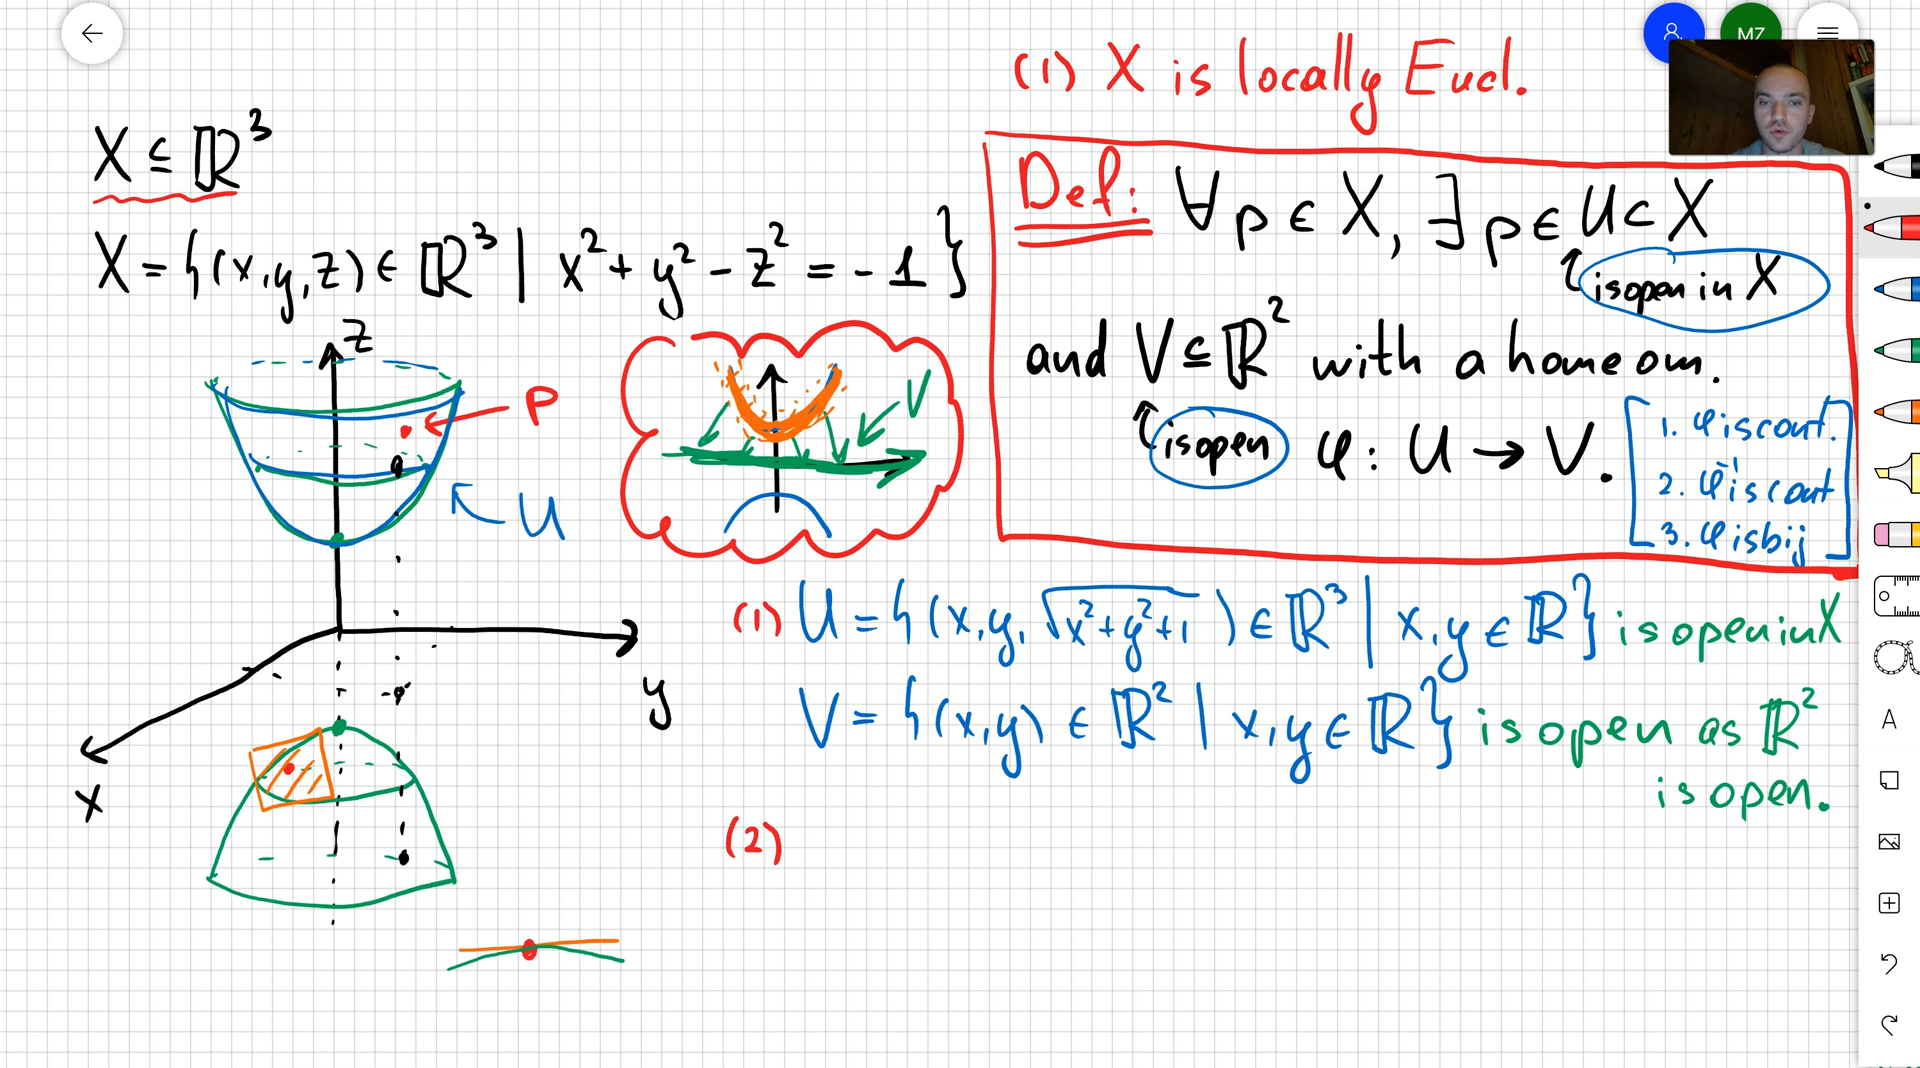 MZ
(1) X is locally Eucl.
X ⊆ ℝ³
X = {(x,y,z) ∈ ℝ³ | x² + y² - z² = -1}
Def: ∀p ∈ X, ∃ p ∈ U ⊂ X
is open in X
and V ⊆ ℝ² with a homeom.
is open
φ : U → V.
1. φ is cont.
2. φ⁻¹ is cont
3. φ is bij
z
p
U
V
y
x
(1) U = {(x,y, √x²+y²+1) ∈ ℝ³ | x,y ∈ ℝ} is open in X
V = {(x,y) ∈ ℝ² | x,y ∈ ℝ} is open as ℝ²
is open.
(2)
A